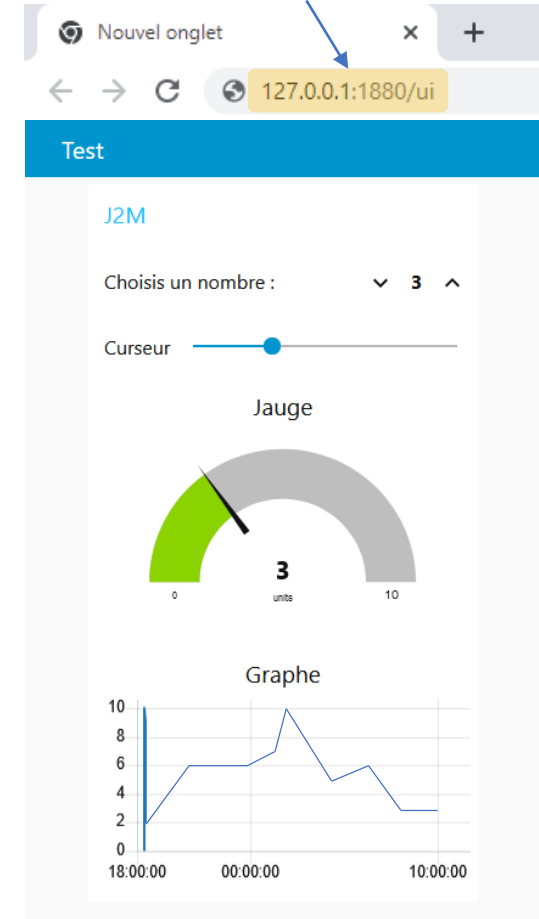 Nouvel onglet
127.0.0.1:1880/ui
Test
J2M
Choisis un nombre : 3
Curseur
Jauge
3
0 units 10
Graphe
10
8
6
4
2
0
18:00:00 00:00:00 10:00:00